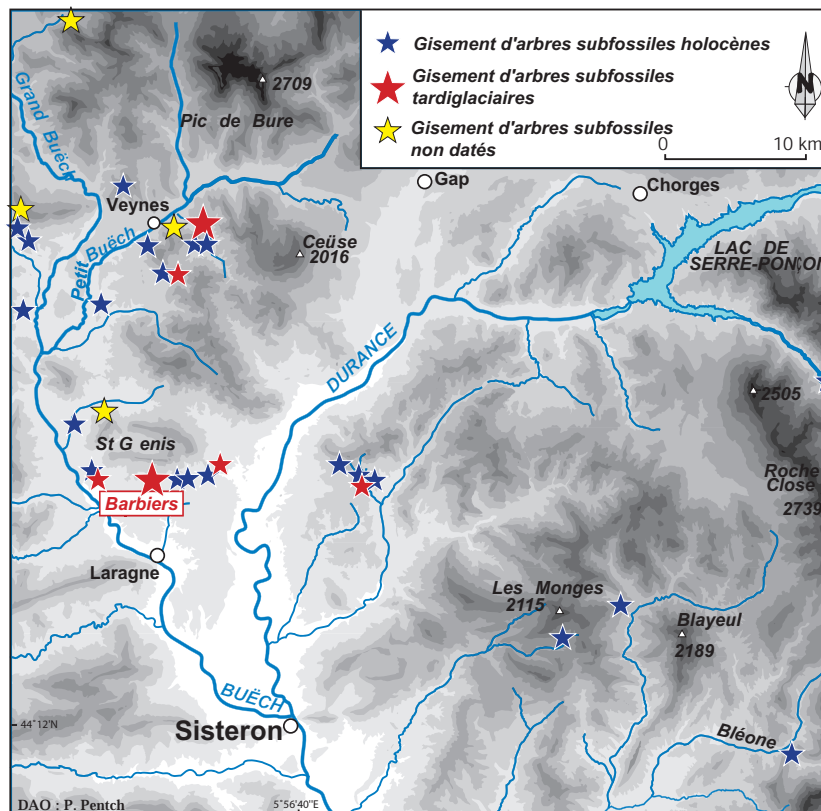 Gisement d'arbres subfossiles holocènes
Gisement d'arbres subfossiles
tardiglaciaires
Gisement d'arbres subfossiles
non datés
N
0 10 km
Grand Buëch
2709
Pic de Bure
Gap
Chorges
Veynes
Petit Buëch
Ceüse
2016
LAC DE
SERRE-PONÇON
DURANCE
2505
St G enis
Roche
Close
2739
Barbiers
Laragne
Les Monges
2115
Blayeul
2189
BUËCH
44°12'N
Sisteron
Bléone
DAO : P. Pentch
5°56'40"E